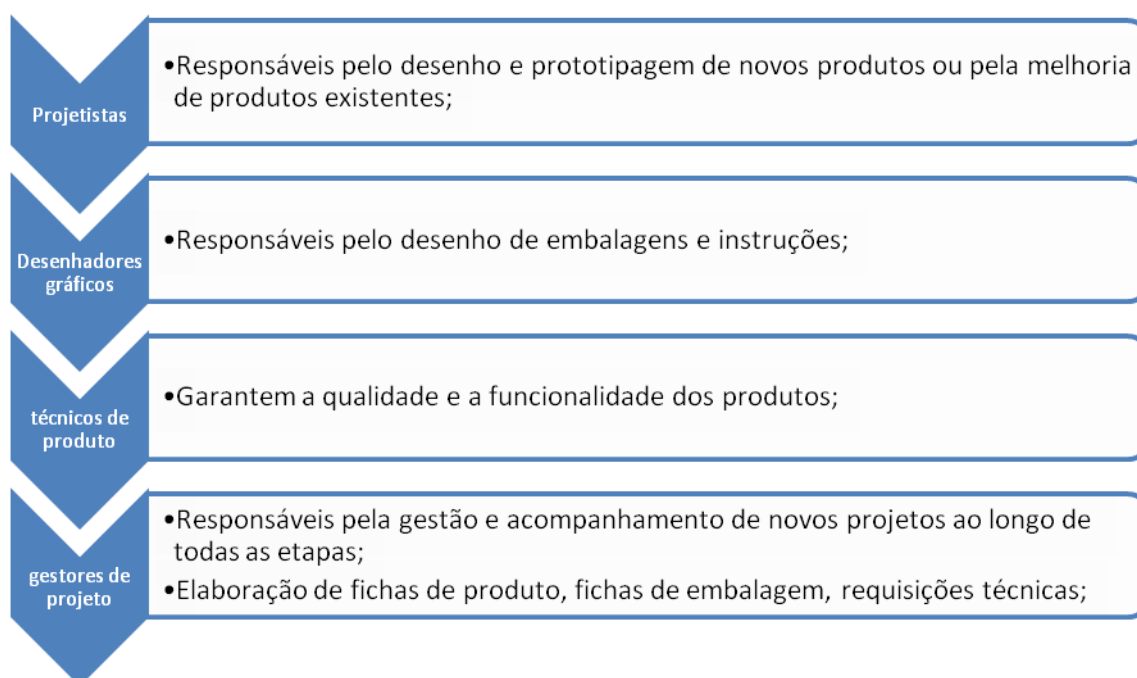 Projetistas
•Responsáveis pelo desenho e prototipagem de novos produtos ou pela melhoria
de produtos existentes;
Desenhadores
gráficos
•Responsáveis pelo desenho de embalagens e instruções;
técnicos de
produto
•Garantem a qualidade e a funcionalidade dos produtos;
gestores de
projeto
•Responsáveis pela gestão e acompanhamento de novos projetos ao longo de
todas as etapas;
•Elaboração de fichas de produto, fichas de embalagem, requisições técnicas;